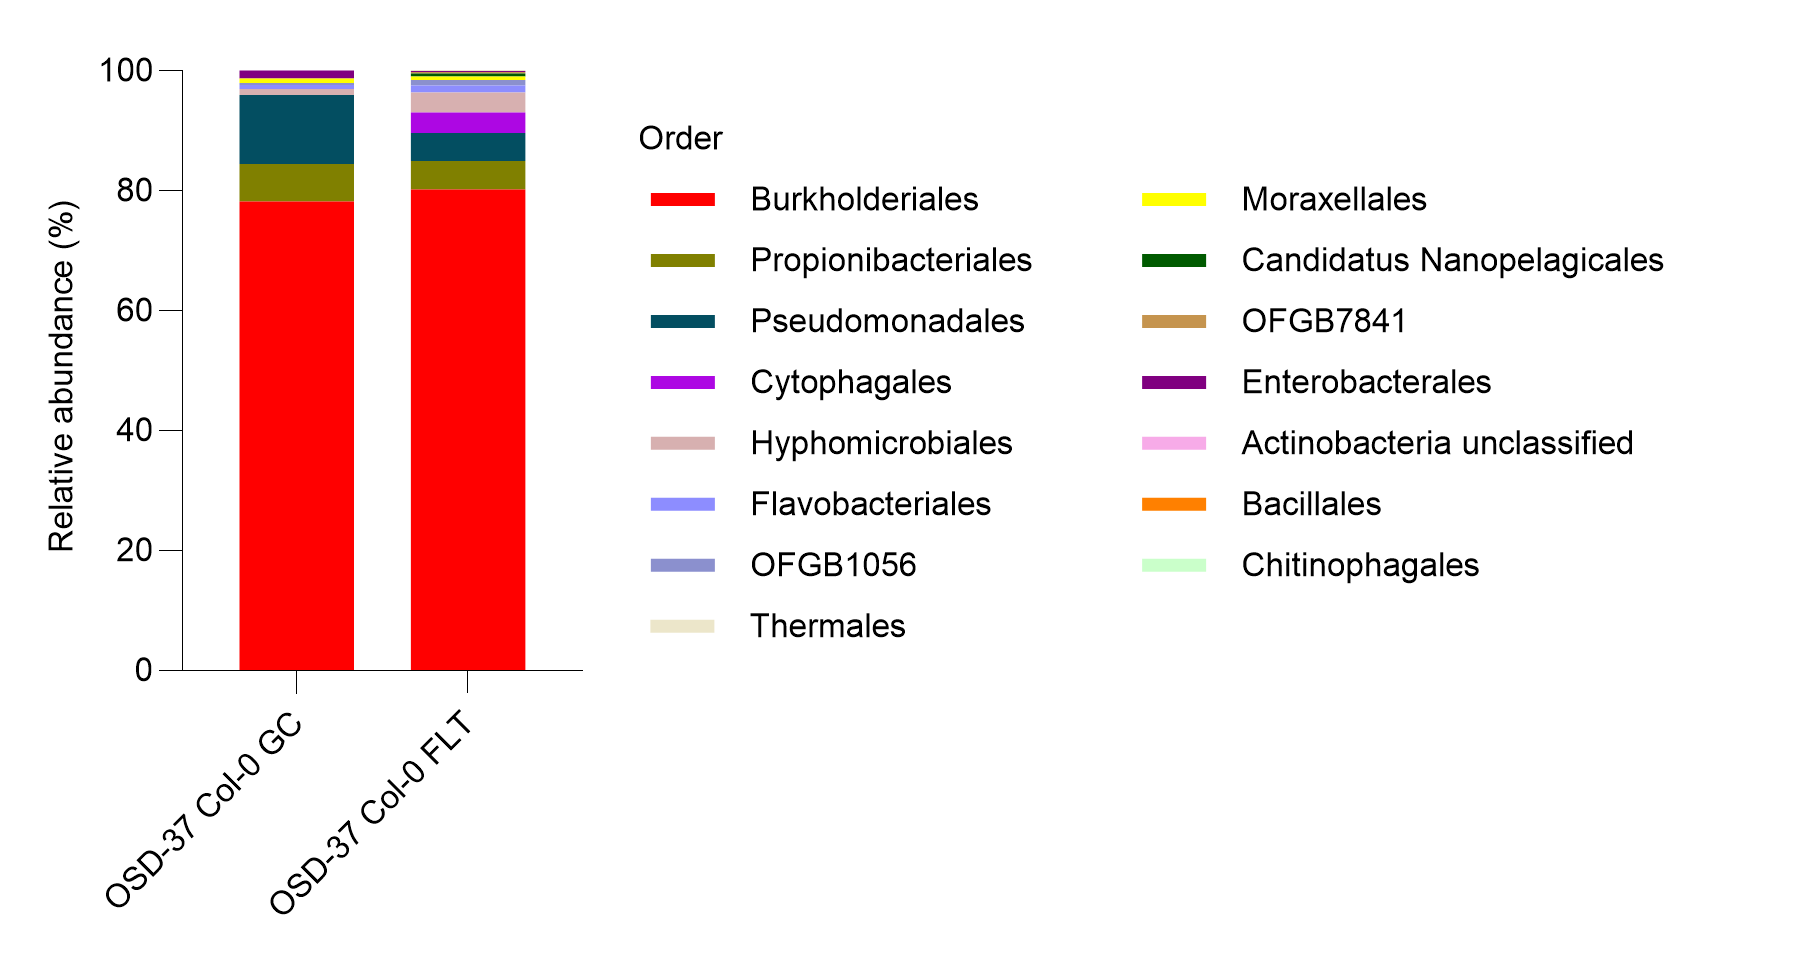 100
80
60
40
20
0
Relative abundance (%)
OSD-37 Col-0 GC
OSD-37 Col-0 FLT
Order
Burkholderiales
Propionibacteriales
Pseudomonadales
Cytophagales
Hyphomicrobiales
Flavobacteriales
OFGB1056
Thermales
Moraxellales
Candidatus Nanopelagicales
OFGB7841
Enterobacterales
Actinobacteria unclassified
Bacillales
Chitinophagales